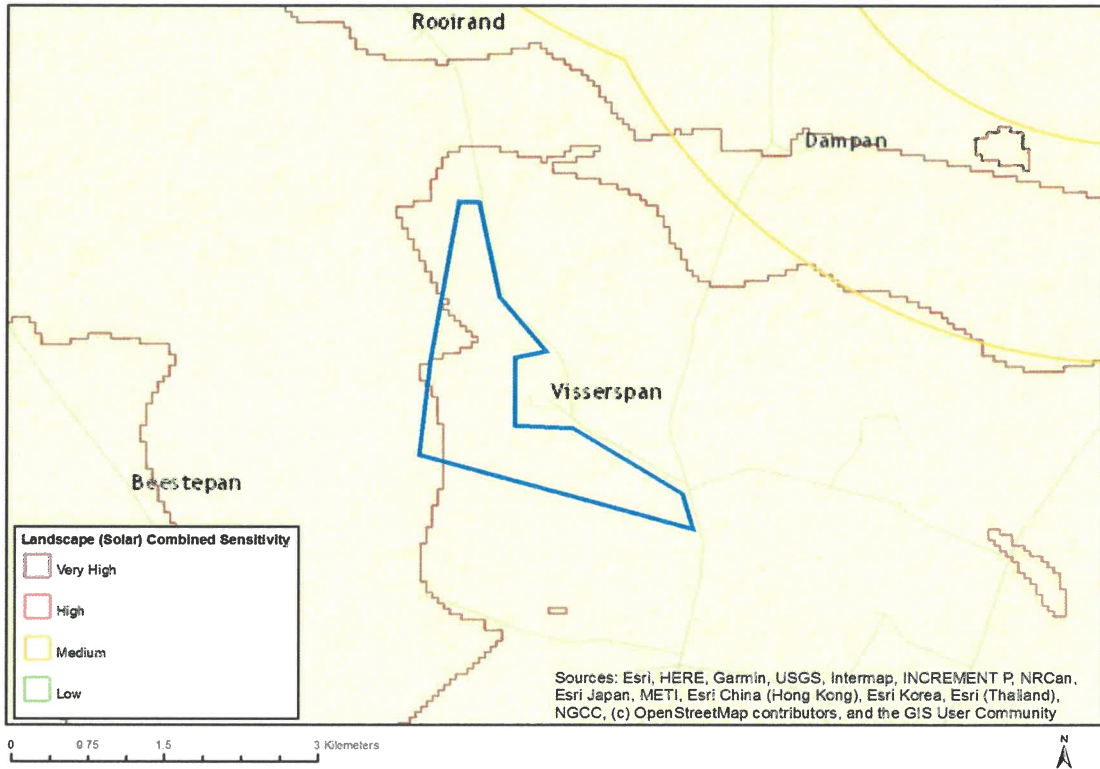 Rooirand
Dampan
Visserspan
Beestepan
Landscape (Solar) Combined Sensitivity
Very High
High
Medium
Low
Sources: Esri, HERE, Garmin, USGS, Intermap, INCREMENT P, NRCan,
Esri Japan, METI, Esri China (Hong Kong), Esri Korea, Esri (Thailand),
NGCC, (c) OpenStreetMap contributors, and the GIS User Community
0 0.75 1.5 3 Kilometers
N